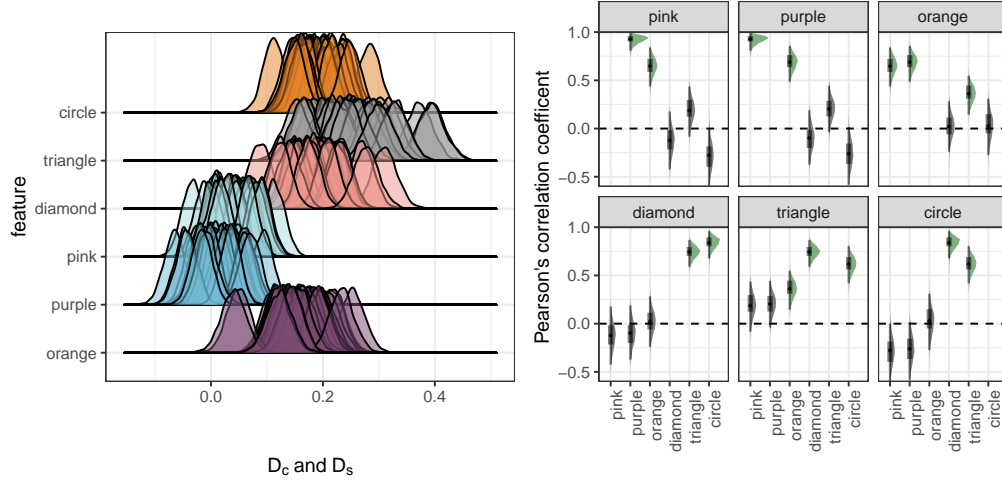 feature
circle
triangle
diamond
pink
purple
orange
0.0 0.2 0.4
D_c and D_s
Pearson's correlation coefficent
pink purple orange
1.0
0.5
0.0
−0.5
diamond triangle circle
1.0
0.5
0.0
−0.5
pink purple orange diamond triangle circle
pink purple orange diamond triangle circle
pink purple orange diamond triangle circle